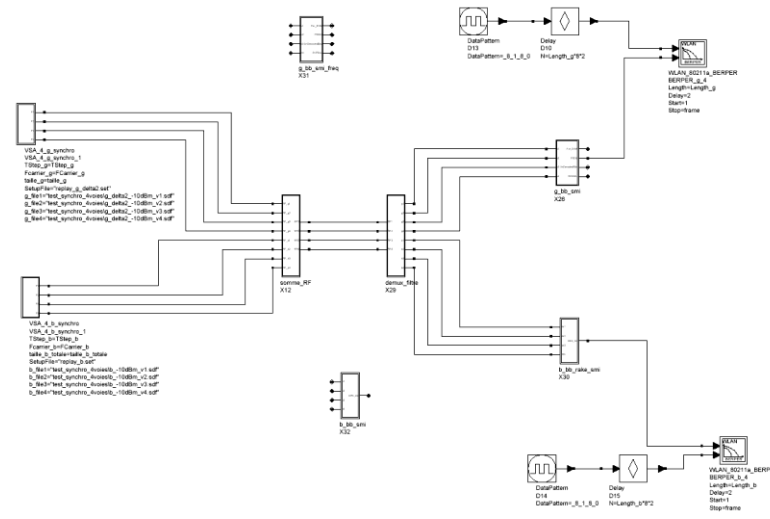 g_bb_smi_freq
X31
DataPattern
D13
DataPattern=_8_1_8_0
Delay
D10
N=Length_g*8*2
WLAN
BERPER
WLAN_80211a_BERPER
BERPER_g_4
Length=Length_g
Delay=2
Start=1
Stop=frame
VSA_4_g_synchro
VSA_4_g_synchro_1
TStep_g=TStep_g
Fcarrier_g=FCarrier_g
taille_g=taille_g
SetupFile="replay_g_delta2.set"
g_file1="test_synchro_4voies\g_delta2_-10dBm_v1.sdf"
g_file2="test_synchro_4voies\g_delta2_-10dBm_v2.sdf"
g_file3="test_synchro_4voies\g_delta2_-10dBm_v3.sdf"
g_file4="test_synchro_4voies\g_delta2_-10dBm_v4.sdf"
g_bb_smi
X26
somme_RF
X12
demux_filtre
X29
VSA_4_b_synchro
VSA_4_b_synchro_1
TStep_b=TStep_b
Fcarrier_b=FCarrier_b
taille_b_totale=taille_b_totale
SetupFile="replay_b.set"
b_file1="test_synchro_4voies\b_-10dBm_v1.sdf"
b_file2="test_synchro_4voies\b_-10dBm_v2.sdf"
b_file3="test_synchro_4voies\b_-10dBm_v3.sdf"
b_file4="test_synchro_4voies\b_-10dBm_v4.sdf"
b_bb_rake_smi
X30
b_bb_smi
X32
DataPattern
D14
DataPattern=_8_1_8_0
Delay
D15
N=Length_b*8*2
WLAN
BERPER
WLAN_80211a_BERP
BERPER_b_4
Length=Length_b
Delay=2
Start=1
Stop=frame